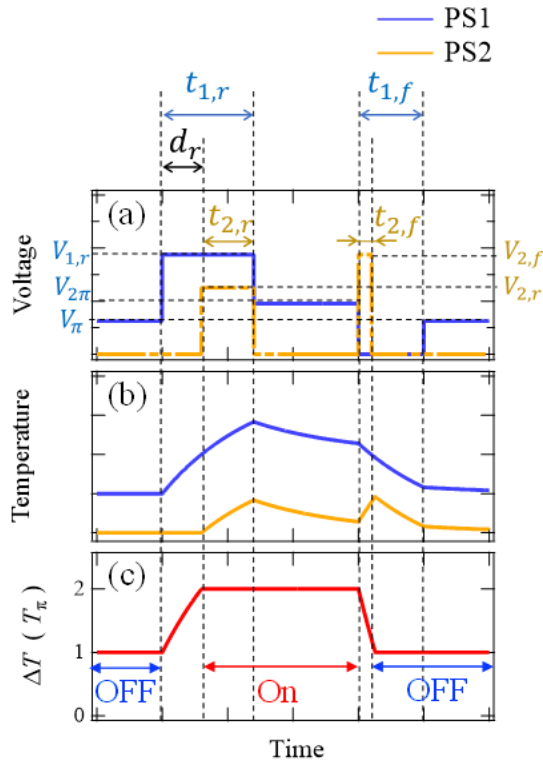 PS1
PS2
t1,r
t1,f
dr
(a)
t2,r
t2,f
Voltage
V1,r
V2π
Vπ
V2,f
V2,r
(b)
Temperature
(c)
ΔT ( Tπ )
2
1
0
OFF
On
OFF
Time